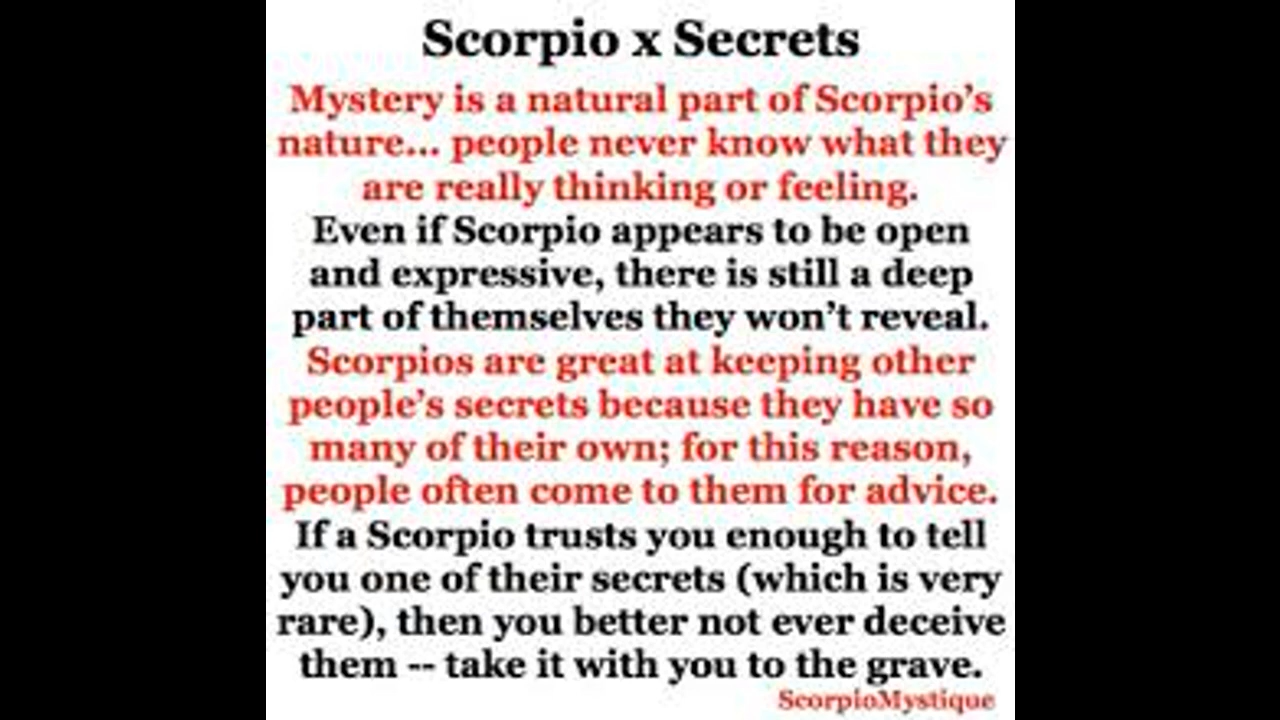 Scorpio x Secrets
Mystery is a natural part of Scorpio's
nature... people never know what they
are really thinking or feeling.
Even if Scorpio appears to be open
and expressive, there is still a deep
part of themselves they won't reveal.
Scorpios are great at keeping other
people's secrets because they have so
many of their own; for this reason,
people often come to them for advice.
If a Scorpio trusts you enough to tell
you one of their secrets (which is very
rare), then you better not ever deceive
them -- take it with you to the grave.
ScorpioMystique